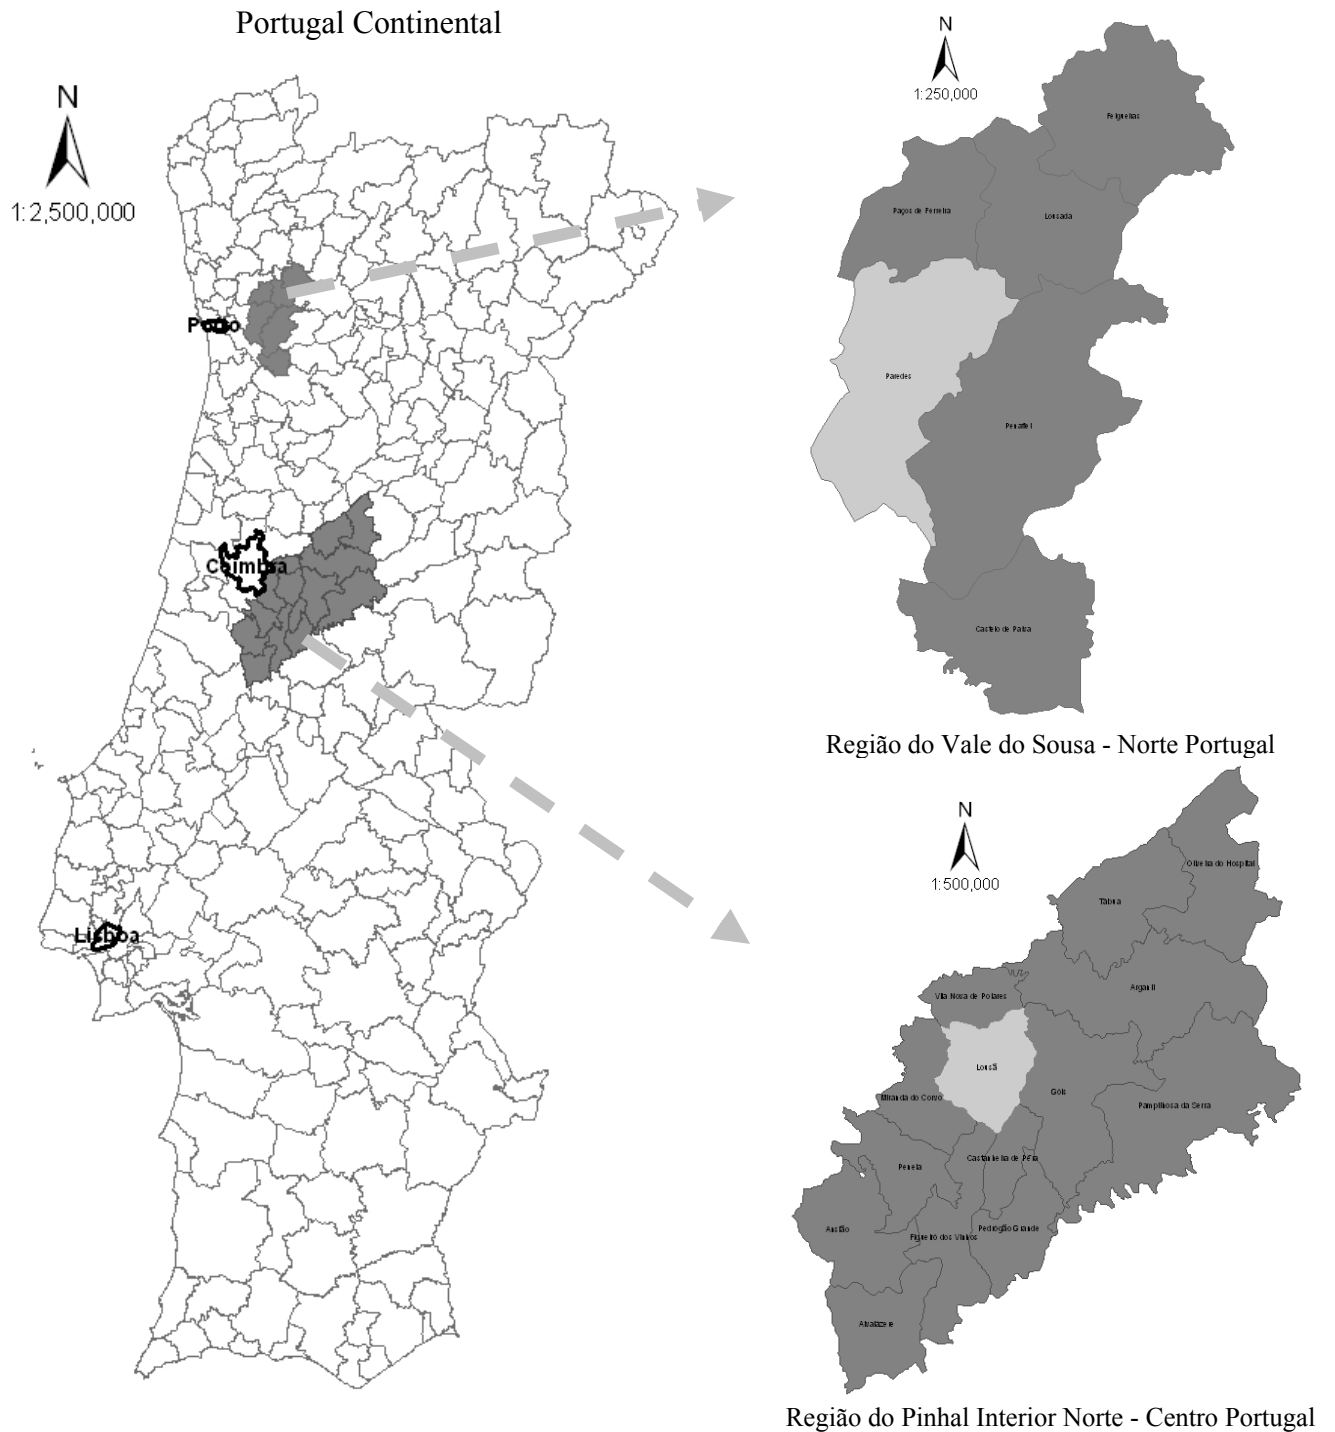 Portugal Continental
N
1:2,500,000
Porto
Coimbra
Lisboa
N
1:250,000
Felgueiras
Paços de Ferreira
Lousada
Paredes
Penafiel
Castelo de Paiva
Região do Vale do Sousa - Norte Portugal
N
1:500,000
Oliveira do Hospital
Tábua
Arganil
Vila Nova de Poiares
Lousã
Góis
Miranda do Corvo
Pampilhosa da Serra
Castanheira de Pêra
Penela
Ansião
Pedrógão Grande
Figueiró dos Vinhos
Alvaiázere
Região do Pinhal Interior Norte - Centro Portugal